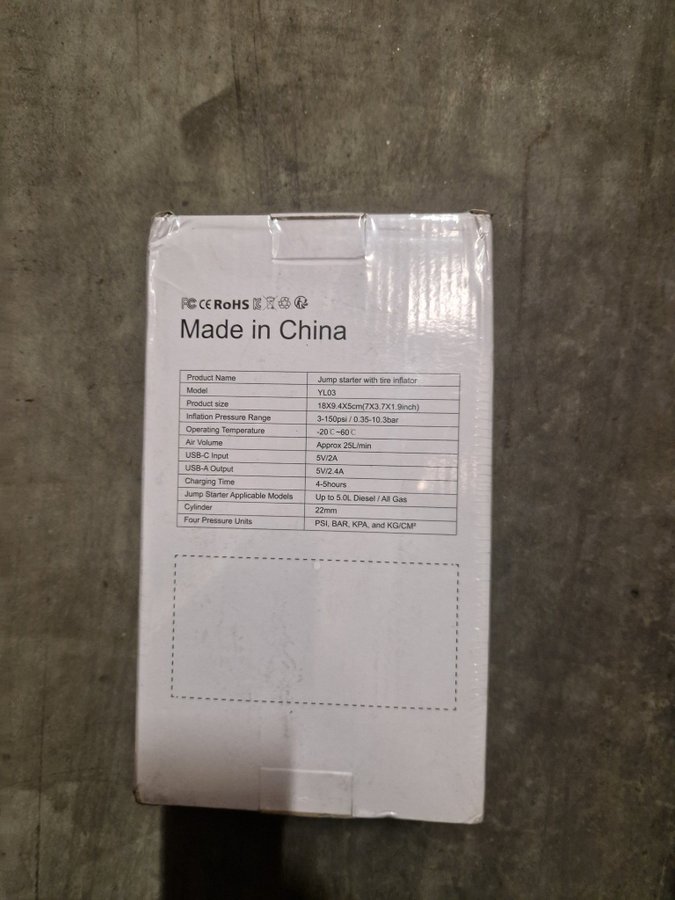 FC CE RoHS
Made in China
Product Name Jump starter with tire inflator
Model YL03
Product size 18X9.4X5cm(7X3.7X1.9inch)
Inflation Pressure Range 3-150psi / 0.35-10.3bar
Operating Temperature -20℃~60℃
Air Volume Approx 25L/min
USB-C Input 5V/2A
USB-A Output 5V/2.4A
Charging Time 4-5hours
Jump Starter Applicable Models Up to 5.0L Diesel / All Gas
Cylinder 22mm
Four Pressure Units PSI, BAR, KPA, and KG/CM²